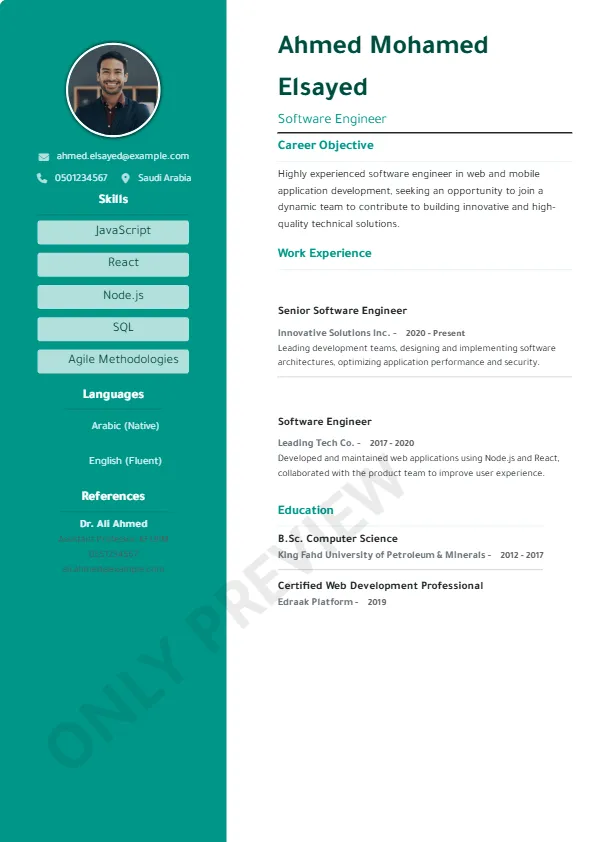 ahmed.elsayed@example.com
0501234567 Saudi Arabia
Skills
JavaScript
React
Node.js
SQL
Agile Methodologies
Languages
Arabic (Native)
English (Fluent)
References
Dr. Ali Ahmed
Ahmed Mohamed
Elsayed
Software Engineer
Career Objective
Highly experienced software engineer in web and mobile
application development, seeking an opportunity to join a
dynamic team to contribute to building innovative and high-
quality technical solutions.
Work Experience
Senior Software Engineer
Innovative Solutions Inc. - 2020 - Present
Leading development teams, designing and implementing software
architectures, optimizing application performance and security.
Software Engineer
Leading Tech Co. - 2017 - 2020
Developed and maintained web applications using Node.js and React,
collaborated with the product team to improve user experience.
Education
B.Sc. Computer Science
King Fahd University of Petroleum & Minerals - 2012 - 2017
Certified Web Development Professional
Edraak Platform - 2019
ONLY PREVIEW